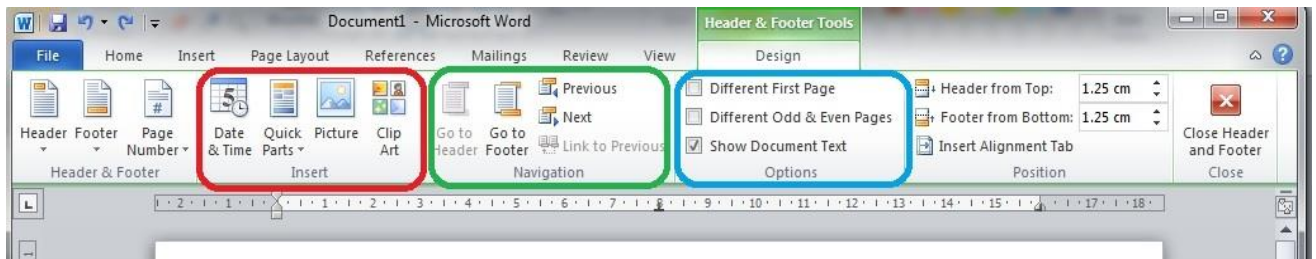 W Document1 - Microsoft Word Header & Footer Tools
File Home Insert Page Layout References Mailings Review View Design
Header Footer Page Number
Date & Time Quick Parts Picture Clip Art
Go to Header Go to Footer
Previous
Next
Link to Previous
Different First Page
Different Odd & Even Pages
Show Document Text
Header from Top: 1.25 cm
Footer from Bottom: 1.25 cm
Insert Alignment Tab
Close Header and Footer
Header & Footer Insert Navigation Options Position Close
L 2 1 1 2 3 4 5 6 7 8 9 10 11 12 13 14 15 17 18